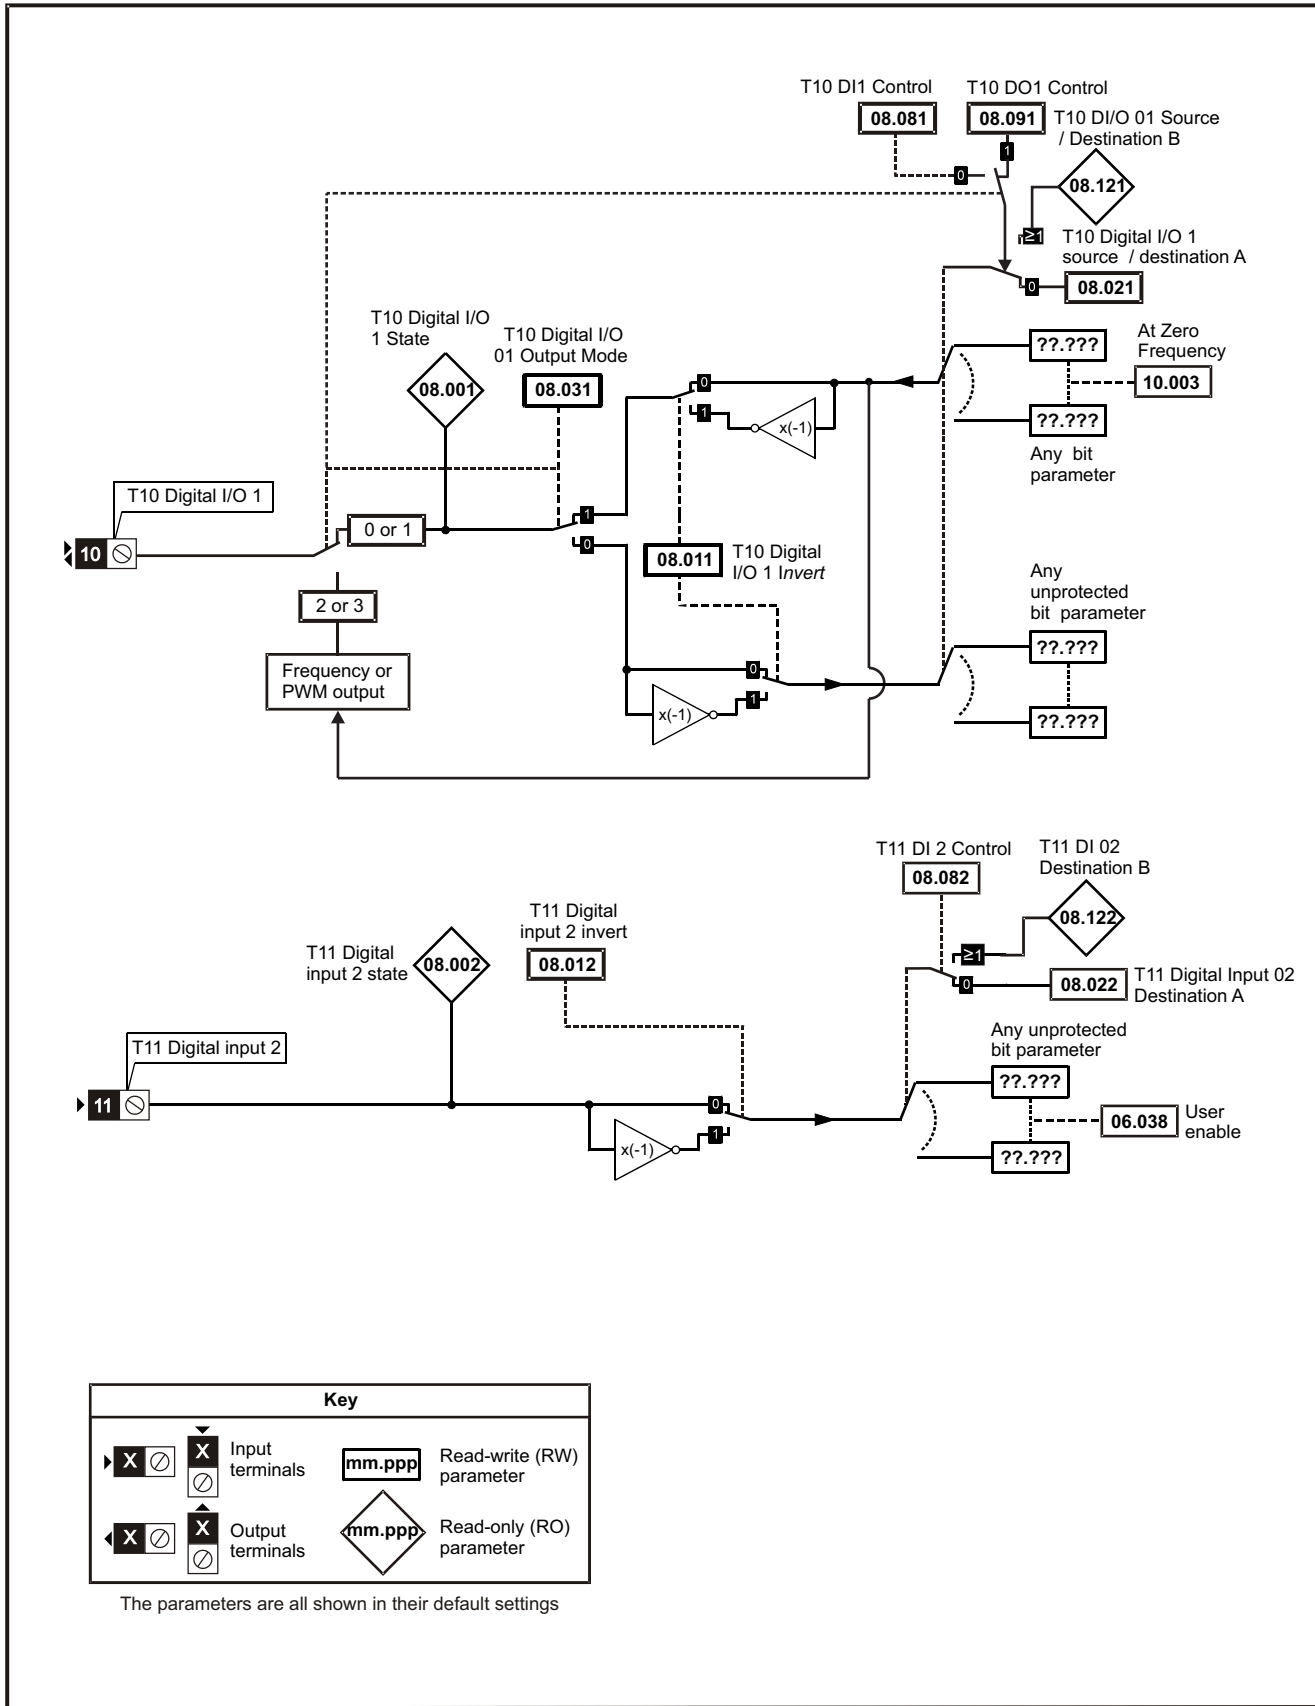 T10 DI1 Control
T10 DO1 Control
08.081
08.091
T10 DI/O 01 Source
/ Destination B
1
0
08.121
≥1
T10 Digital I/O 1
source / destination A
0
08.021
T10 Digital I/O
1 State
T10 Digital I/O
01 Output Mode
08.001
08.031
0
1
x(-1)
??.???
At Zero
Frequency
10.003
??.???
Any bit
parameter
T10 Digital I/O 1
10
0 or 1
1
0
08.011
T10 Digital
I/O 1 Invert
2 or 3
Frequency or
PWM output
Any
unprotected
bit parameter
??.???
0
1
x(-1)
??.???
T11 DI 2 Control
08.082
T11 DI 02
Destination B
08.122
T11 Digital
input 2 state
08.002
T11 Digital
input 2 invert
08.012
≥1
0
08.022
T11 Digital Input 02
Destination A
T11 Digital input 2
11
0
1
x(-1)
Any unprotected
bit parameter
??.???
06.038
User
enable
??.???
Key
X
X
Input
terminals
mm.ppp
Read-write (RW)
parameter
X
X
Output
terminals
mm.ppp
Read-only (RO)
parameter
The parameters are all shown in their default settings